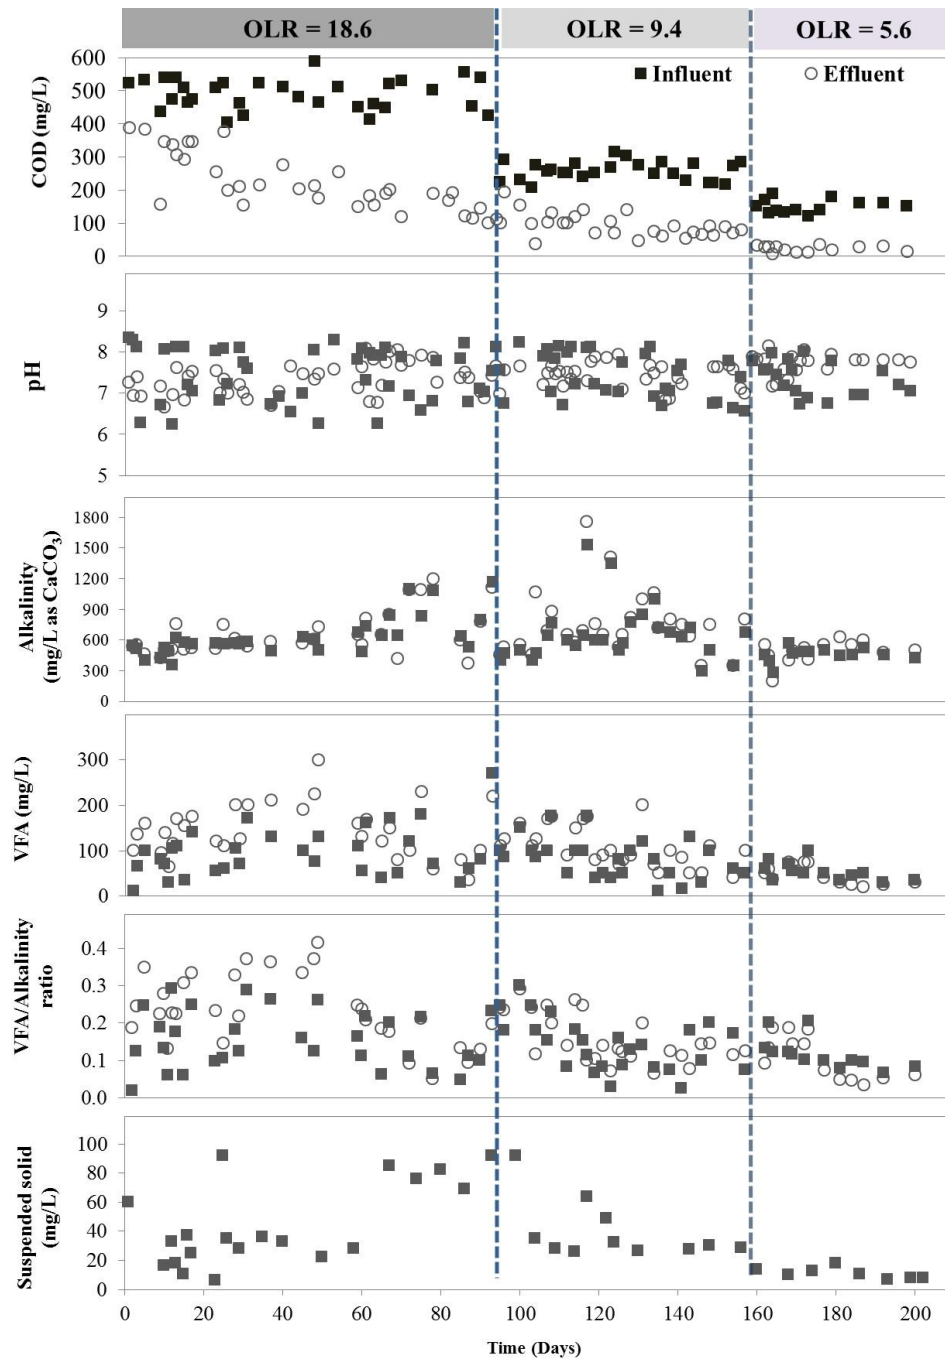 OLR = 18.6 OLR = 9.4 OLR = 5.6
Influent Effluent
COD (mg/L)
600
500
400
300
200
100
0
pH
9
8
7
6
5
Alkalinity
(mg/L as CaCO₃)
1800
1500
1200
900
600
300
0
VFA (mg/L)
300
200
100
0
VFA/Alkalinity
ratio
0.4
0.3
0.2
0.1
0.0
Suspended solid
(mg/L)
100
80
60
40
20
0
0 20 40 60 80 100 120 140 160 180 200
Time (Days)